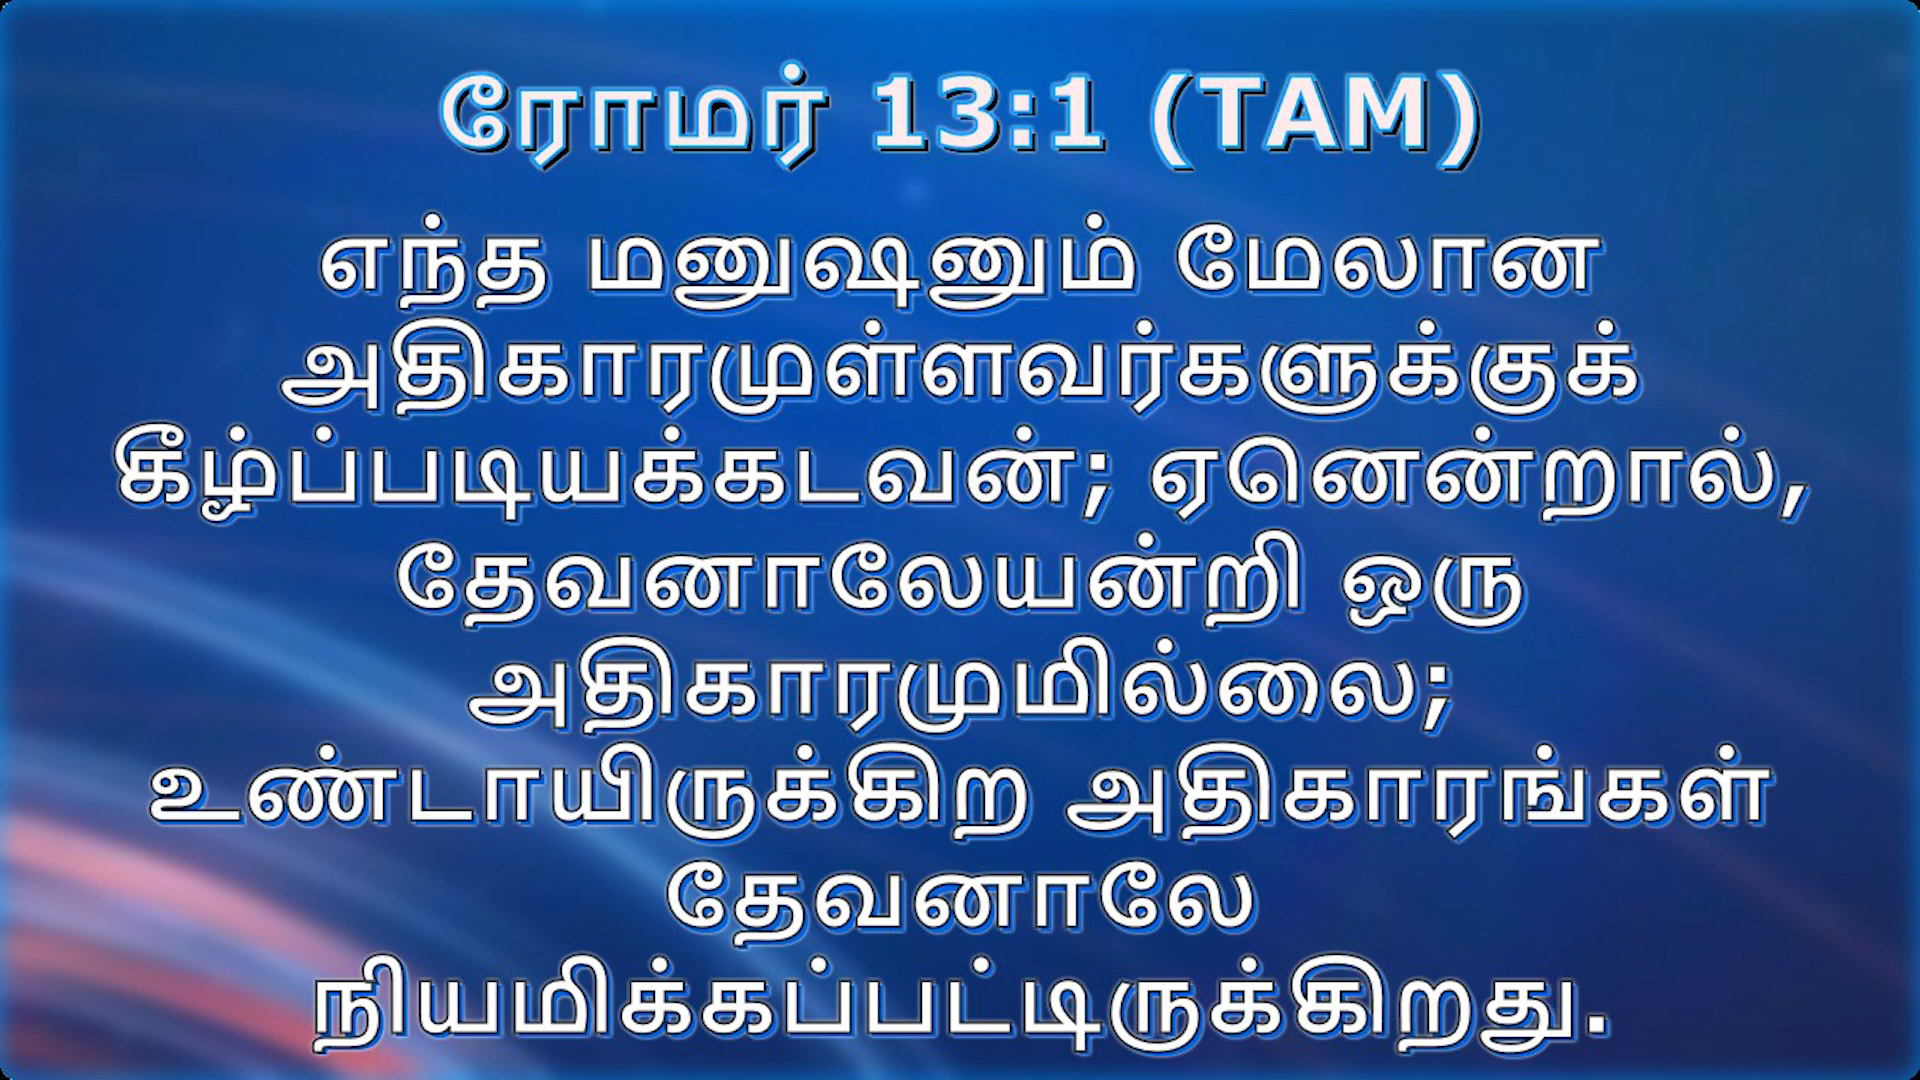 ரோமர் 13:1 (TAM)
எந்த மனுஷனும் மேலான
அதிகாரமுள்ளவர்களுக்குக்
கீழ்ப்படியக்கடவன்; ஏனென்றால்,
தேவனாலேயன்றி ஒரு
அதிகாரமுமில்லை;
உண்டாயிருக்கிற அதிகாரங்கள்
தேவனாலே
நியமிக்கப்பட்டிருக்கிறது.